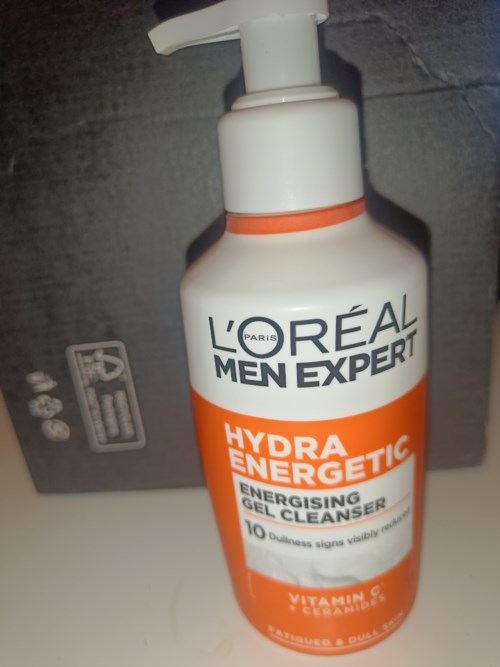 L'ORÉAL
PARIS
MEN EXPERT
HYDRA
ENERGETIC
ENERGISING
GEL CLEANSER
10 Dullness signs visibly reduced
VITAMIN C*
+ CERAMIDES
FATIGUED & DULL SKIN